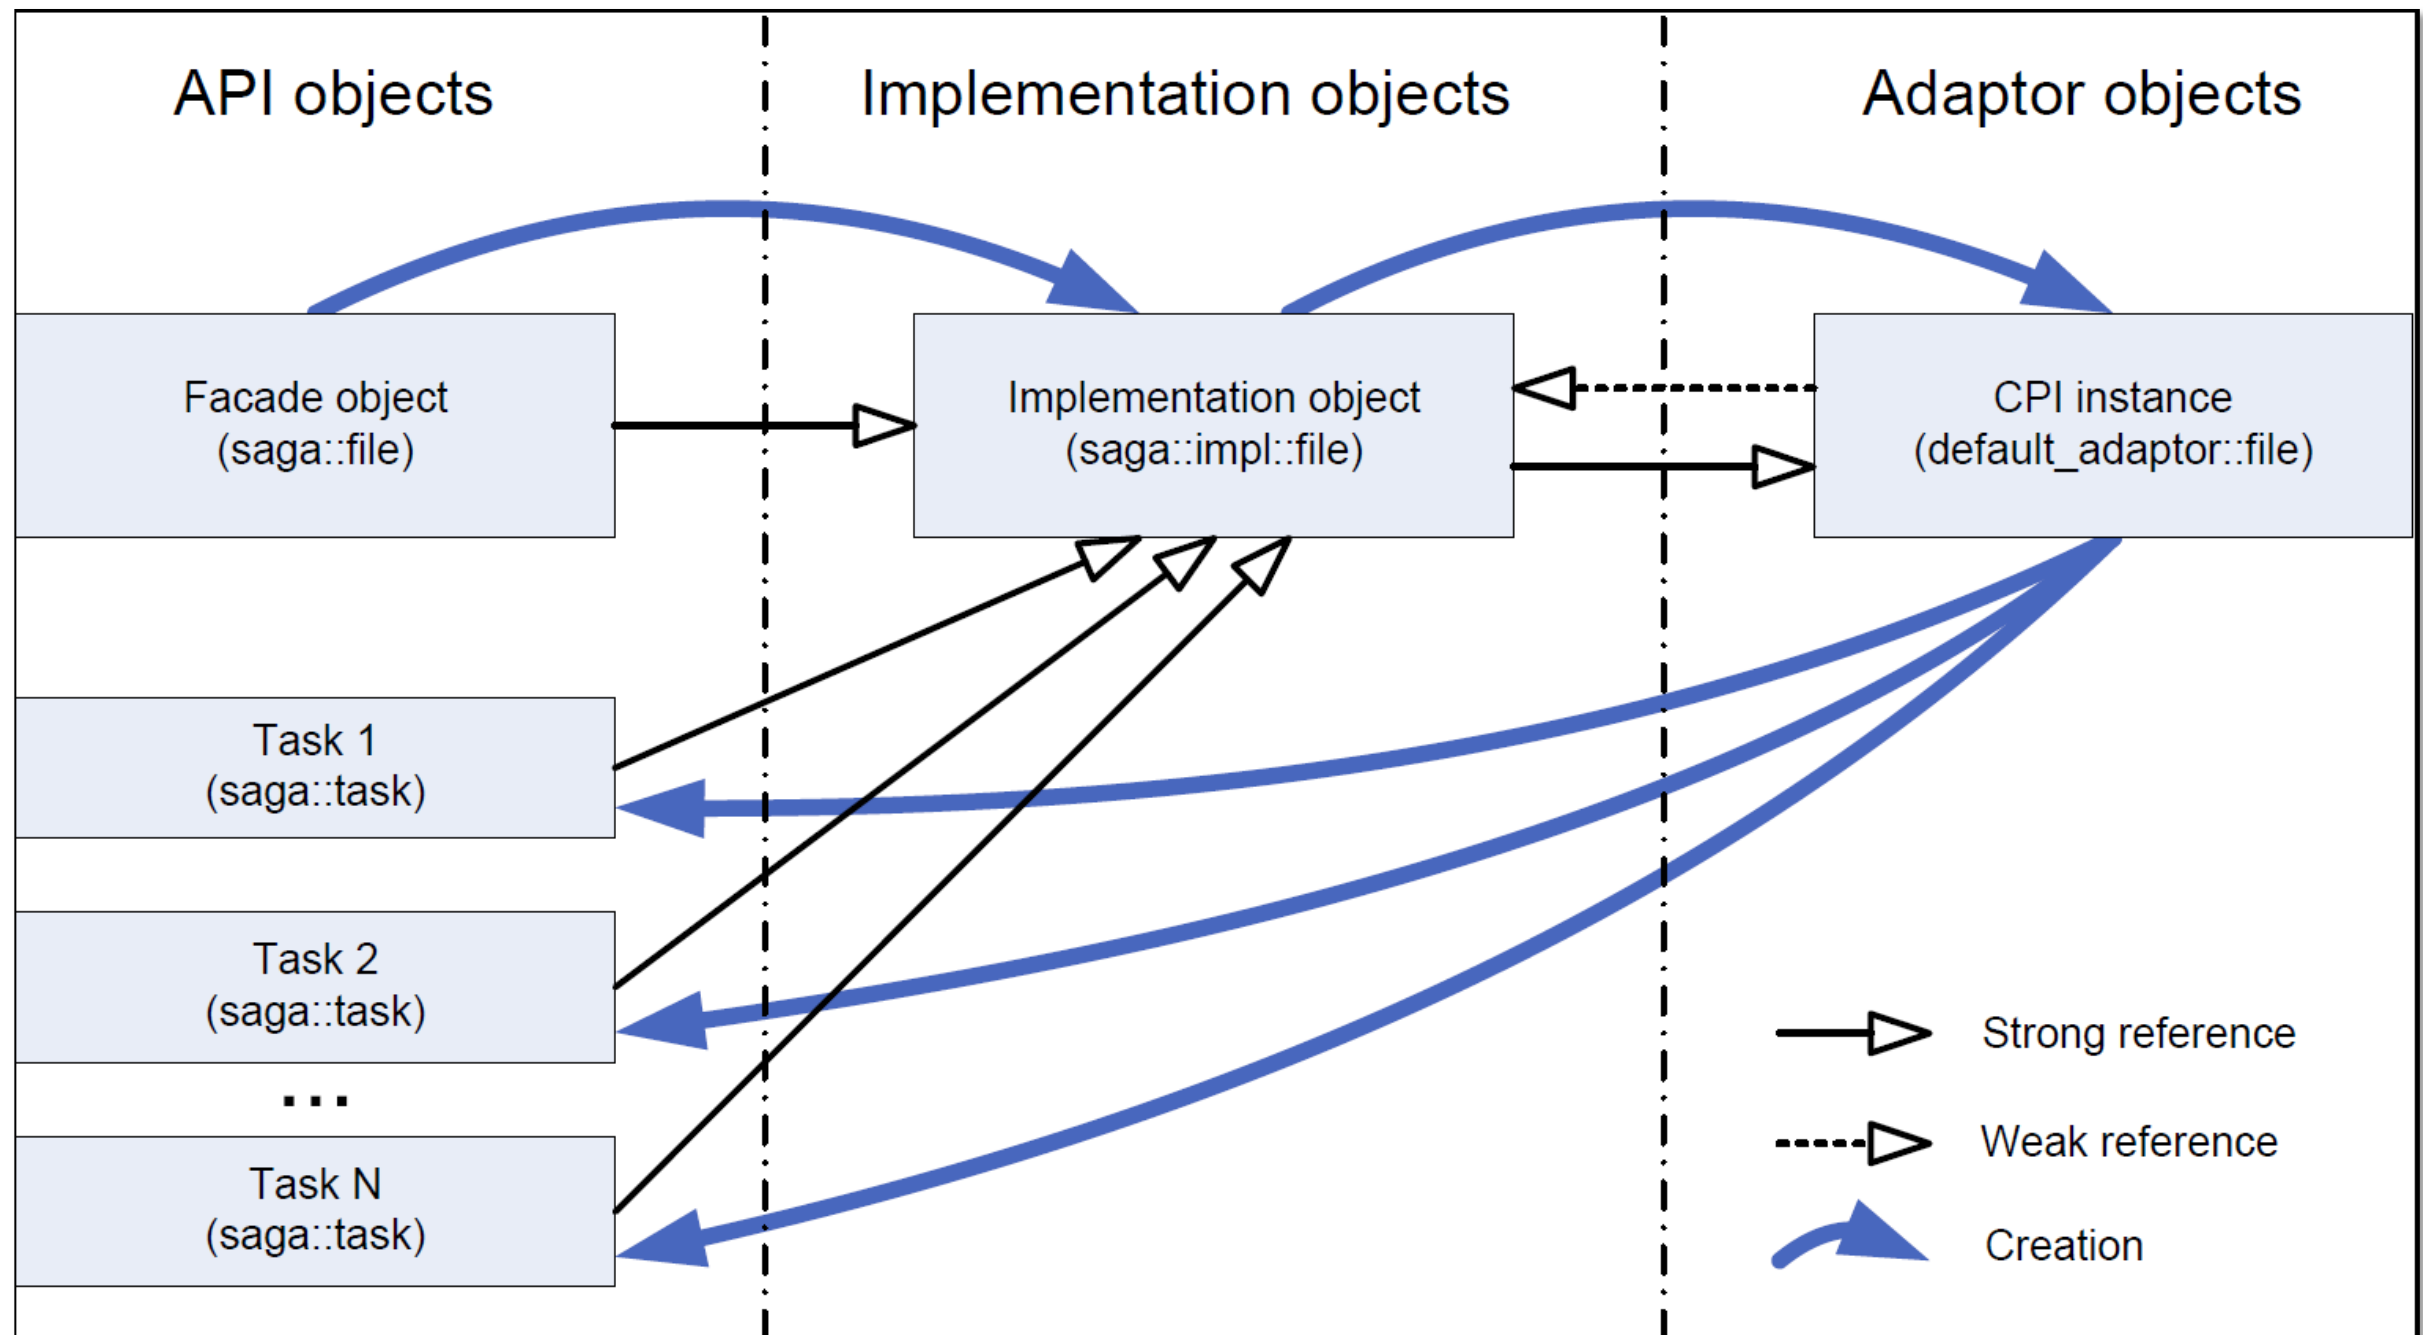 API objects
Implementation objects
Adaptor objects
Facade object
(saga::file)
Implementation object
(saga::impl::file)
CPI instance
(default_adaptor::file)
Task 1
(saga::task)
Task 2
(saga::task)
...
Task N
(saga::task)
Strong reference
Weak reference
Creation